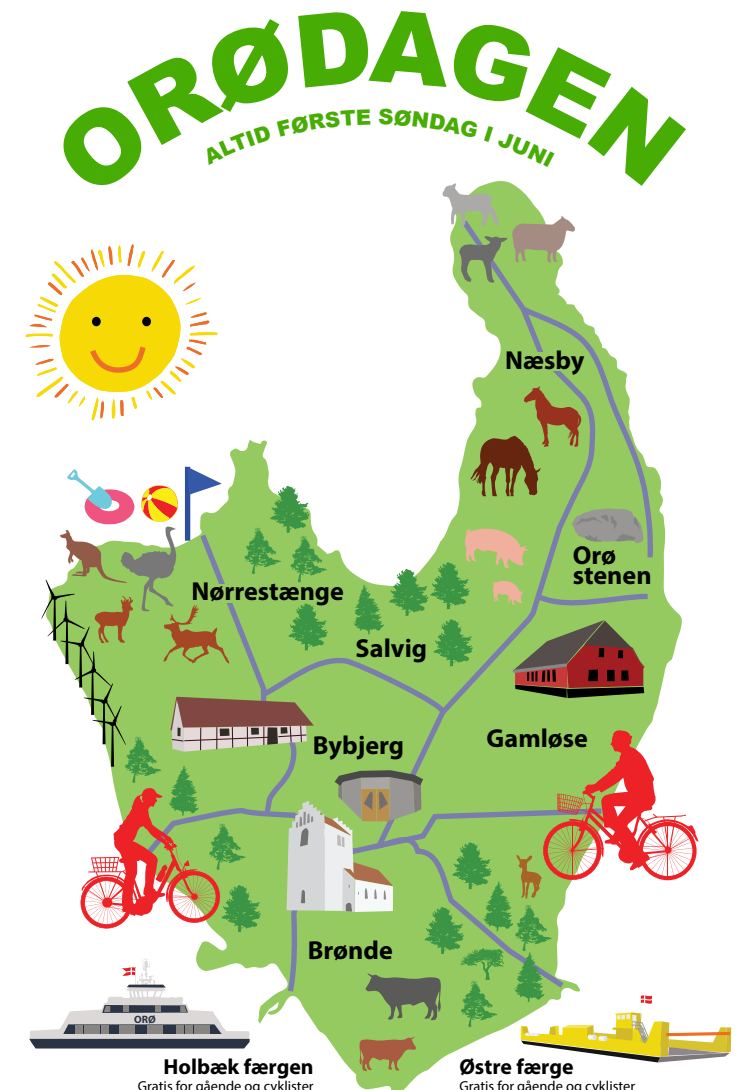 ORØDAGEN
ALTID FØRSTE SØNDAG I JUNI
Næsby
Orø
stenen
Nørrestænge
Salvig
Bybjerg
Gamløse
Brønde
ORØ
Holbæk færgen
Gratis for gående og cyklister
Østre færge
Gratis for gående og cyklister